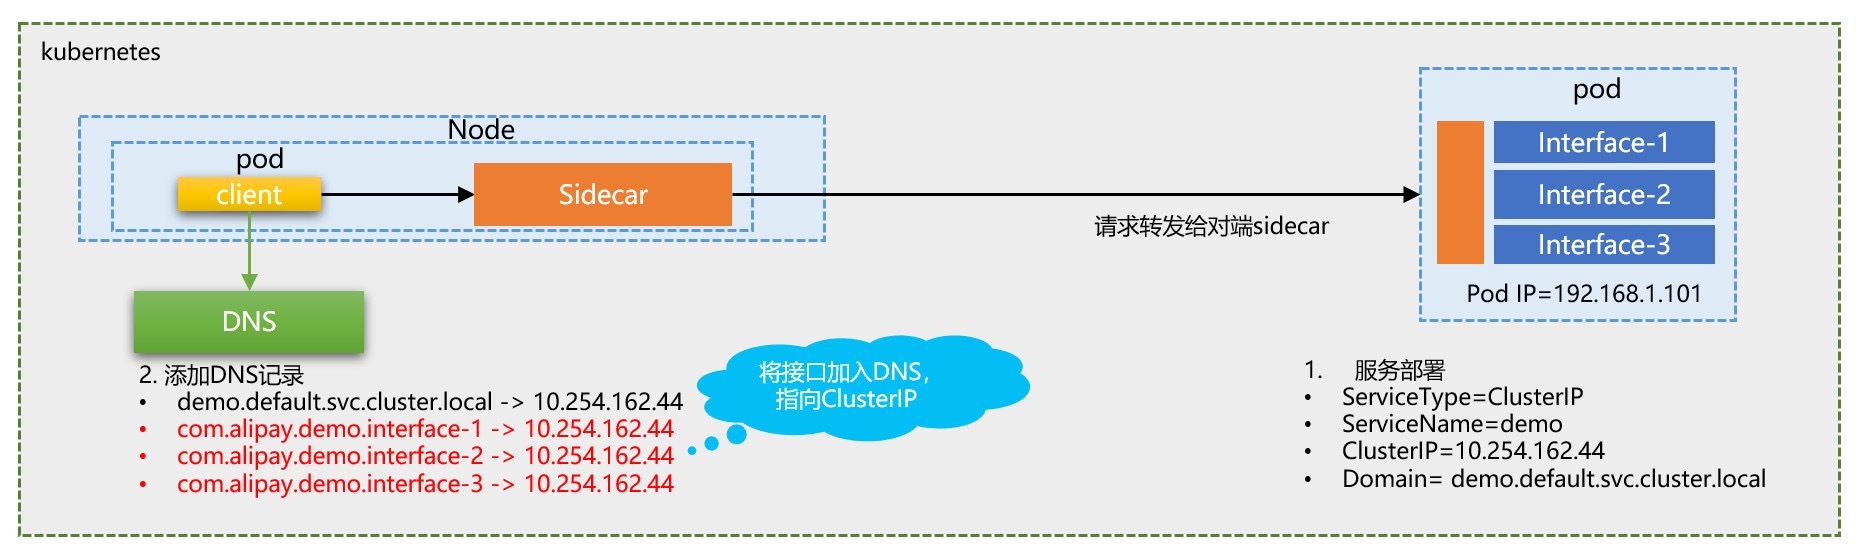 kubernetes
Node
pod
client
Sidecar
DNS
请求转发给对端sidecar
pod
Interface-1
Interface-2
Interface-3
Pod IP=192.168.1.101
2. 添加DNS记录
• demo.default.svc.cluster.local -> 10.254.162.44
• com.alipay.demo.interface-1 -> 10.254.162.44
• com.alipay.demo.interface-2 -> 10.254.162.44
• com.alipay.demo.interface-3 -> 10.254.162.44
将接口加入DNS，
指向ClusterIP
1. 服务部署
• ServiceType=ClusterIP
• ServiceName=demo
• ClusterIP=10.254.162.44
• Domain= demo.default.svc.cluster.local